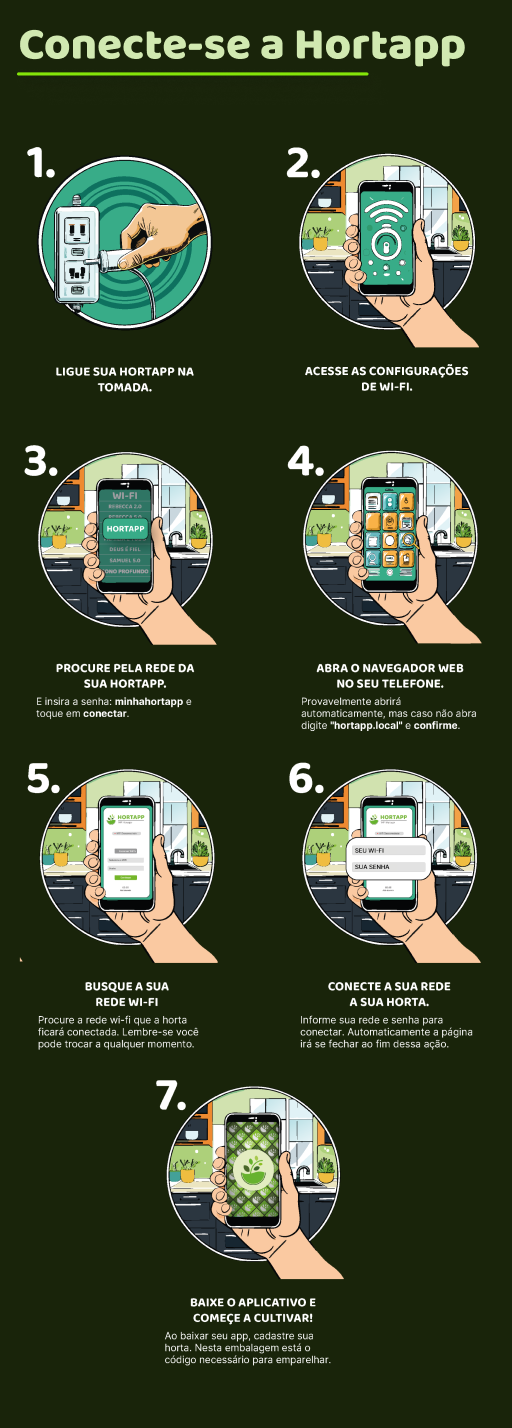 Conecte-se a Hortapp
1.
LIGUE SUA HORTAPP NA
TOMADA.
2.
ACESSE AS CONFIGURAÇÕES
DE WI-FI.
3.
WI-FI
REBECCA 2.0
HORTAPP
DEUS É FIEL
SAMUEL 5.0
ONO PROFUNDO
PROCURE PELA REDE DA
SUA HORTAPP.
E insira a senha: minhahortapp e
toque em conectar.
4.
ABRA O NAVEGADOR WEB
NO SEU TELEFONE.
Provavelmente abrirá
automaticamente, mas caso não abra
digite "hortapp.local" e confirme.
5.
HORTAPP
BUSQUE A SUA
REDE WI-FI
Procure a rede wi-fi que a horta
ficará conectada. Lembre-se você
pode trocar a qualquer momento.
6.
HORTAPP
SEU WI-FI
SUA SENHA
CONECTE A SUA REDE
A SUA HORTA.
Informe sua rede e senha para
conectar. Automaticamente a página
irá se fechar ao fim dessa ação.
7.
BAIXE O APLICATIVO E
COMEÇE A CULTIVAR!
Ao baixar seu app, cadastre sua
horta. Nesta embalagem está o
código necessário para emparelhar.